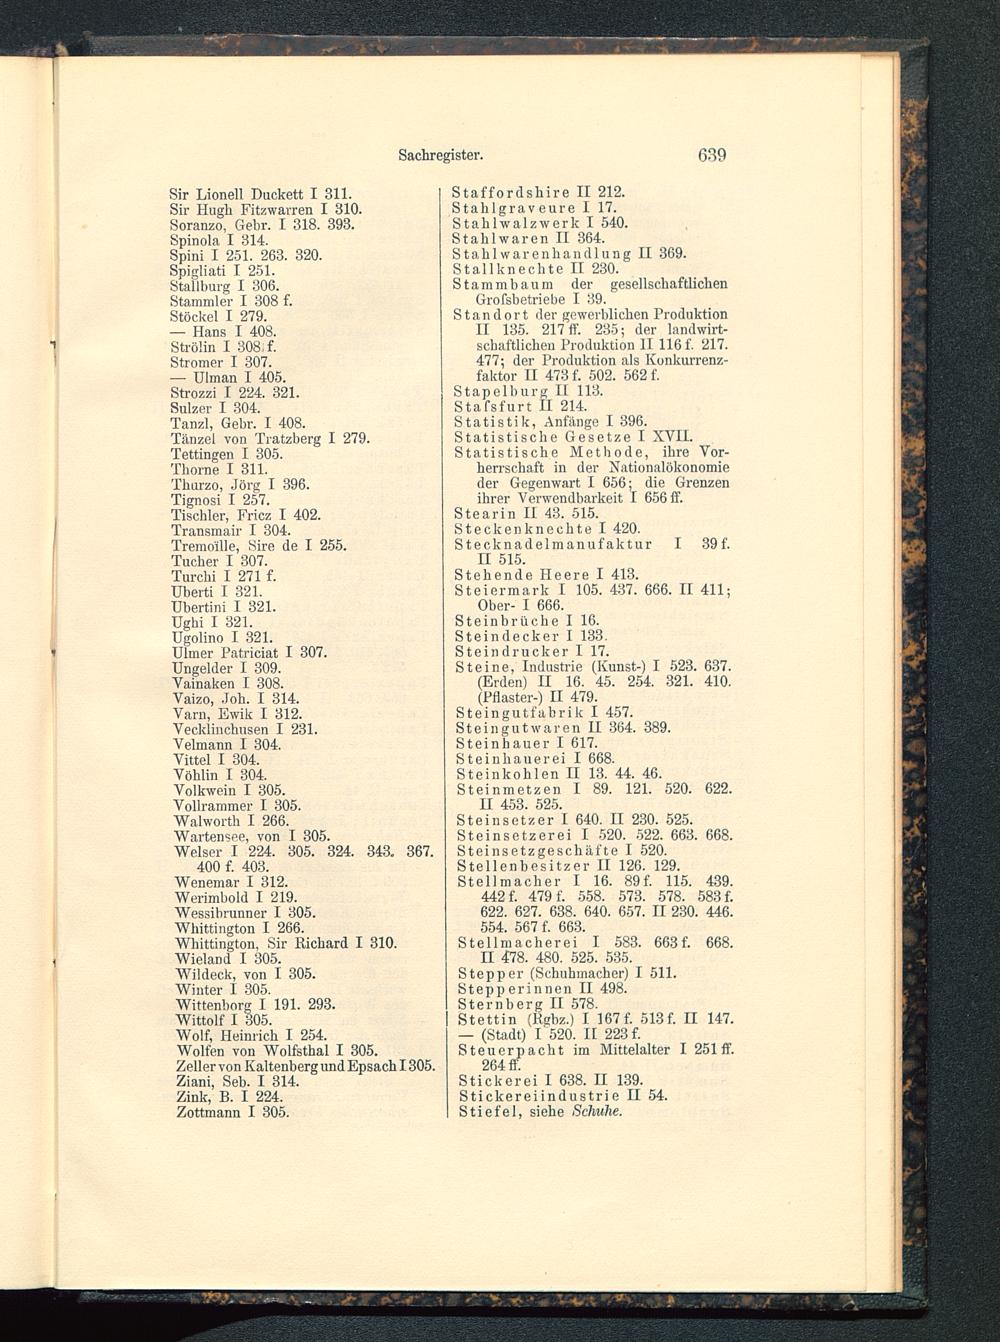 Sachregister. 639
Sir Lionell Duckett I 311.
Sir Hugh Fitzwarren I 310.
Soranzo, Gebr. I 318. 393.
Spinola I 314.
Spini I 251. 263. 320.
Spigliati I 251.
Stallburg I 306.
Stammler I 308 f.
Stöckel I 279.
— Hans I 408.
Strölin I 308 f.
Stromer I 307.
— Ulman I 405.
Strozzi I 224. 321.
Sulzer I 304.
Tanzl, Gebr. I 408.
Tänzel von Tratzberg I 279.
Tettingen I 305.
Thorne I 311.
Thurzo, Jörg I 396.
Tignosi I 257.
Tischler, Fricz I 402.
Transmair I 304.
Tremoïlle, Sire de I 255.
Tucher I 307.
Turchi I 271 f.
Uberti I 321.
Ubertini I 321.
Ughi I 321.
Ugolino I 321.
Ulmer Patriciat I 307.
Ungelder I 309.
Vainaken I 308.
Vaizo, Joh. I 314.
Varn, Ewik I 312.
Vecklinchusen I 231.
Velmann I 304.
Vittel I 304.
Vöhlin I 304.
Volkwein I 305.
Vollrammer I 305.
Walworth I 266.
Wartensee, von I 305.
Welser I 224. 305. 324. 343. 367.
400 f. 403.
Wenemar I 312.
Werimbold I 219.
Wessibrunner I 305.
Whittington I 266.
Whittington, Sir Richard I 310.
Wieland I 305.
Wildeck, von I 305.
Winter I 305.
Wittenborg I 191. 293.
Wittolf I 305.
Wolf, Heinrich I 254.
Wolfen von Wolfsthal I 305.
Zeller von Kaltenberg und Epsach I 305.
Ziani, Seb. I 314.
Zink, B. I 224.
Zottmann I 305.
Staffordshire II 212.
Stahlgraveure I 17.
Stahlwalzwerk I 540.
Stahlwaren II 364.
Stahlwarenhandlung II 369.
Stallknechte II 230.
Stammbaum der gesellschaftlichen
Großbetriebe I 39.
Standort der gewerblichen Produktion
II 135. 217 ff. 235; der landwirt-
schaftlichen Produktion II 116 f. 217.
477; der Produktion als Konkurrenz-
faktor II 473 f. 502. 562 f.
Stapelburg II 113.
Staſsfurt II 214.
Statistik, Anfänge I 396.
Statistische Gesetze I XVII.
Statistische Methode, ihre Vor-
herrschaft in der Nationalökonomie
der Gegenwart I 656; die Grenzen
ihrer Verwendbarkeit I 656 ff.
Stearin II 43. 515.
Steckenknechte I 420.
Stecknadelmanufaktur I 39 f.
II 515.
Stehende Heere I 413.
Steiermark I 105. 437. 666. II 411;
Ober- I 666.
Steinbrüche I 16.
Steindecker I 133.
Steindrucker I 17.
Steine, Industrie (Kunst-) I 523. 637.
(Erden) II 16. 45. 254. 321. 410.
(Pflaster-) II 479.
Steingutfabrik I 457.
Steingutwaren II 364. 389.
Steinhauer I 617.
Steinhauerei I 668.
Steinkohlen II 13. 44. 46.
Steinmetzen I 89. 121. 520. 622.
II 453. 525.
Steinsetzer I 640. II 230. 525.
Steinsetzerei I 520. 522. 663. 668.
Steinsetzgeschäfte I 520.
Stellenbesitzer II 126. 129.
Stellmacher I 16. 89 f. 115. 439.
442 f. 479 f. 558. 573. 578. 583 f.
622. 627. 638. 640. 657. II 230. 446.
554. 567 f. 663.
Stellmacherei I 583. 663 f. 668.
II 478. 480. 525. 535.
Stepper (Schuhmacher) I 511.
Stepperinnen II 498.
Sternberg II 578.
Stettin (Rgbz.) I 167 f. 513 f. II 147.
— (Stadt) I 520. II 223 f.
Steuerpacht im Mittelalter I 251 ff.
264 ff.
Stickerei I 638. II 139.
Stickereiindustrie II 54.
Stiefel, siehe Schuhe.